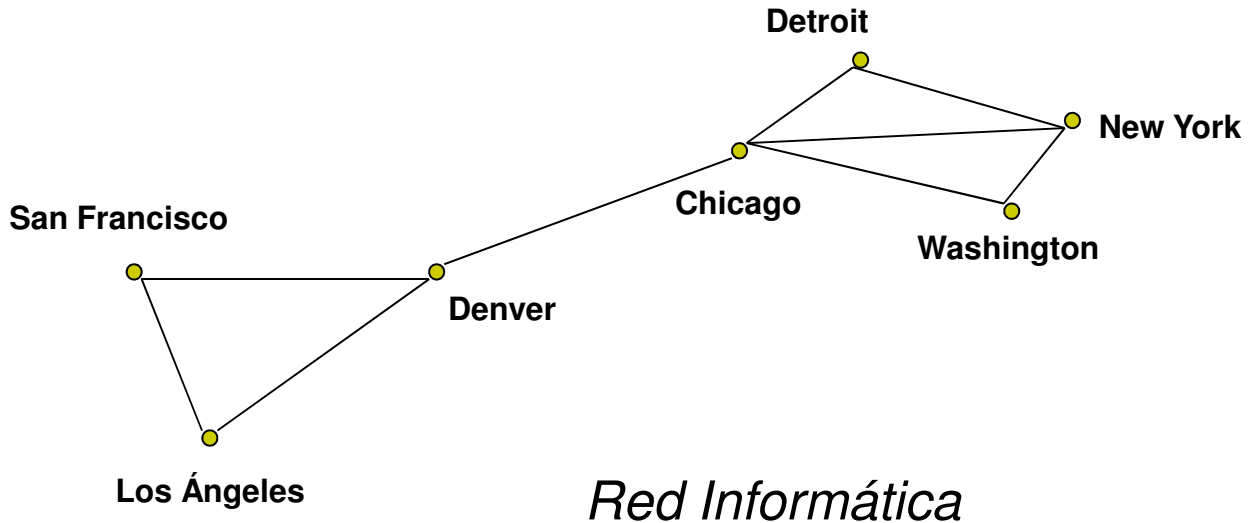 Detroit
New York
Chicago
San Francisco
Washington
Denver
Los Ángeles
Red Informática